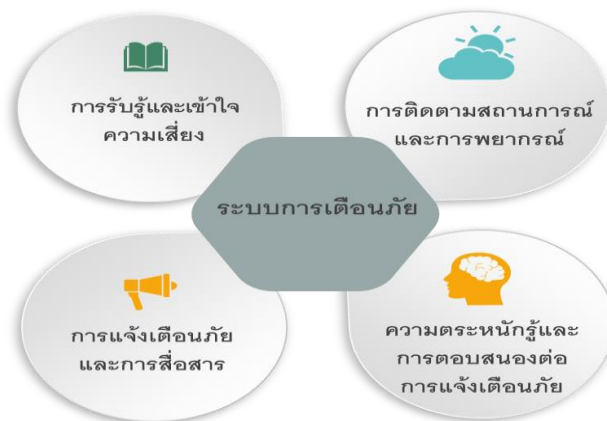 การรับรู้และเข้าใจ
ความเสี่ยง
การติดตามสถานการณ์
และการพยากรณ์
ระบบการเตือนภัย
การแจ้งเตือนภัย
และการสื่อสาร
ความตระหนักรู้และ
การตอบสนองต่อ
การแจ้งเตือนภัย